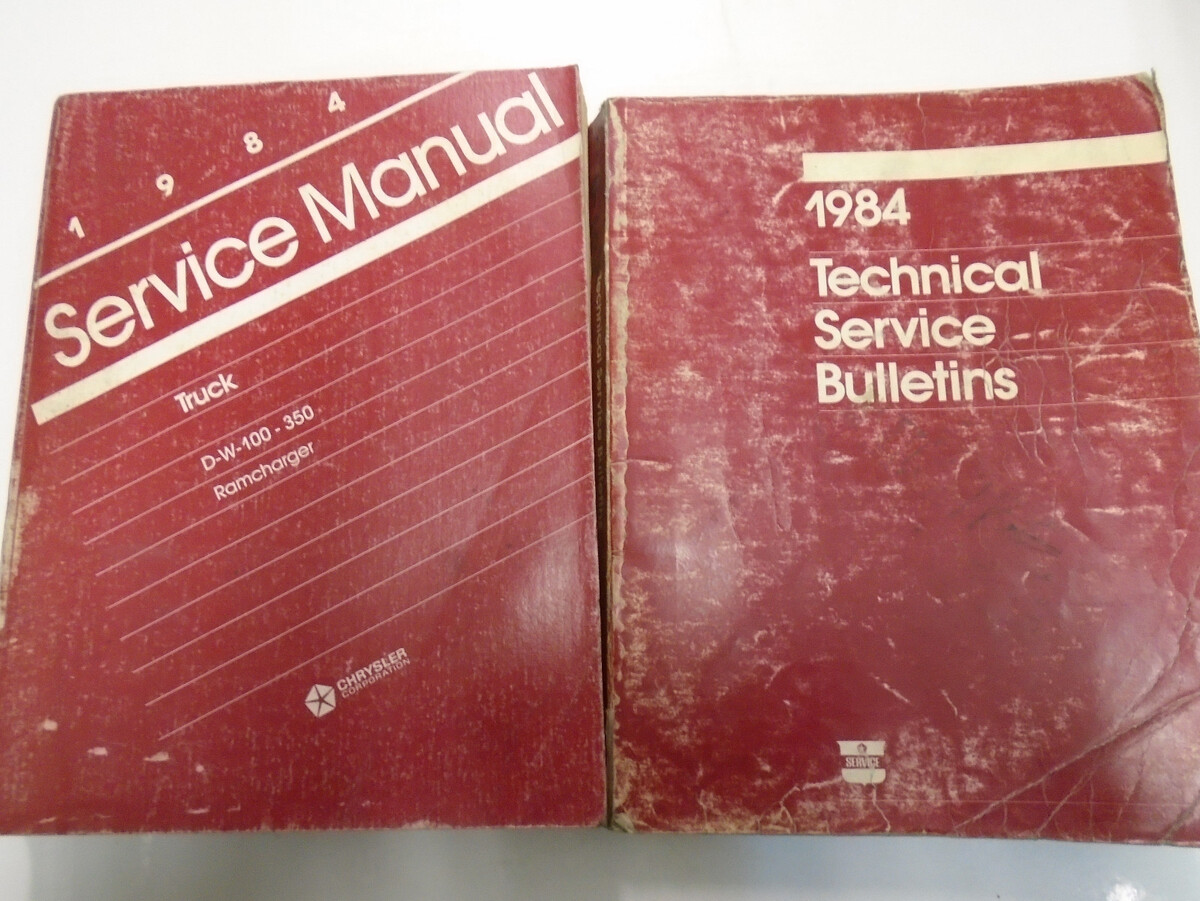 1 9 8 4
Service Manual
Truck
D-W-100 - 350
Ramcharger
CHRYSLER
CORPORATION
1984
Technical
Service
Bulletins
SERVICE